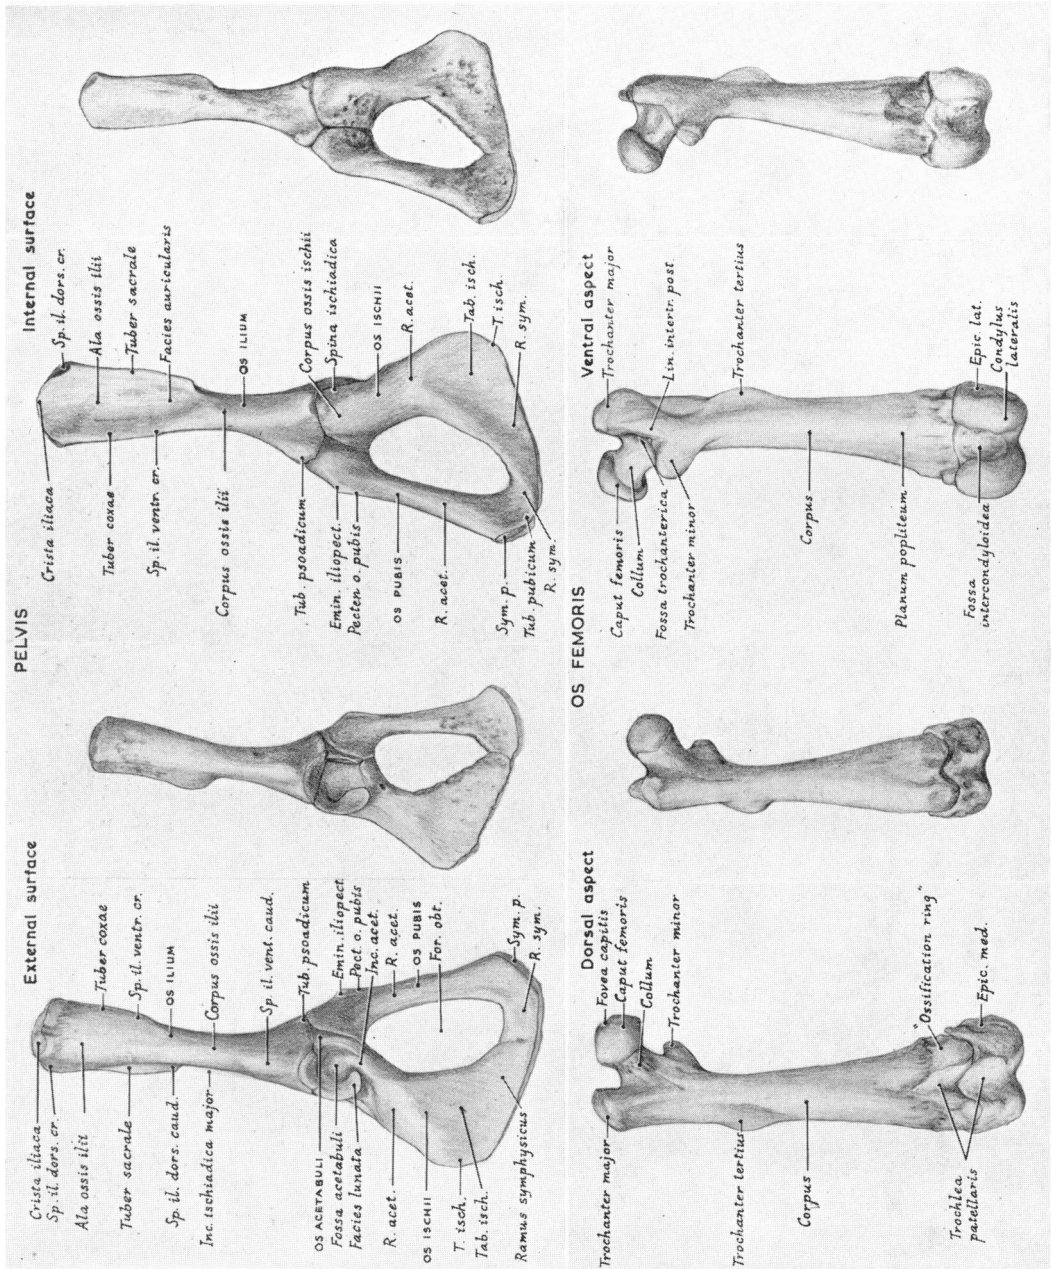 PELVIS
External surface
Crista iliaca
Sp. il. dors. cr.
Ala ossis ilii
Tuber sacrale
Sp. il. dors. caud.
Inc. ischiadica major
OS ACETABULI
Fossa acetabuli
Facies lunata
R. acet.
OS ISCHII
T. isch.
Tab. isch.
Ramus symphysicus
Tuber coxae
Sp. il. ventr. cr.
OS ILIUM
Corpus ossis ilii
Sp. il. vent. caud.
Tub. psoadicum
Emin. iliopect.
Pect. o. pubis
Inc. acet.
R. acet.
OS PUBIS
For. obt.
Sym. p.
R. sym.
Internal surface
Crista iliaca
Tuber coxae
Sp. il. ventr. cr.
Corpus ossis ilii
Tub. psoadicum
Emin. iliopect.
Pecten o. pubis
OS PUBIS
R. acet.
Sym. p.
Tub. pubicum
R. sym.
Sp. il. dors. cr.
Ala ossis ilii
Tuber sacrale
Facies auricularis
OS ILIUM
Corpus ossis ischii
Spina ischiadica
OS ISCHII
R. acet.
Tab. isch.
T. isch.
R. sym.
OS FEMORIS
Dorsal aspect
Trochanter major
Trochanter tertius
Corpus
Trochlea
patellaris
Fovea capitis
Caput femoris
Collum
Trochanter minor
"Ossification ring"
Epic. med.
Ventral aspect
Caput femoris
Collum
Fossa trochanterica
Trochanter minor
Corpus
Planum popliteum
Fossa
intercondyloidea
Trochanter major
Lin. intertr. post.
Trochanter tertius
Epic. lat.
Condylus
lateralis